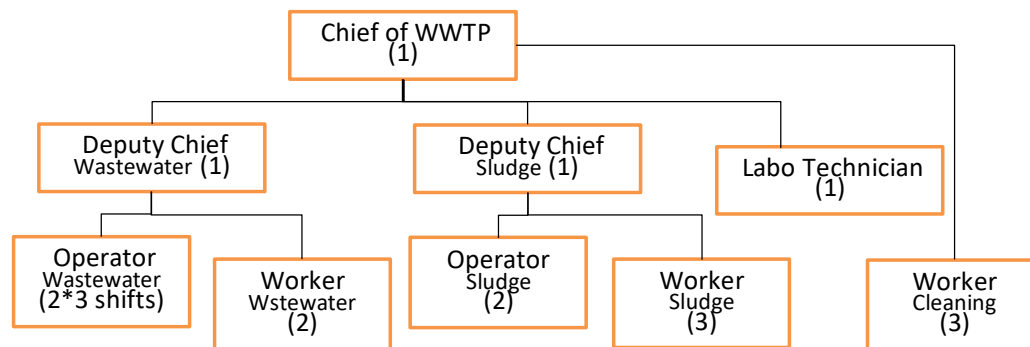 Chief of WWTP
(1)
Deputy Chief
Wastewater (1)
Deputy Chief
Sludge (1)
Labo Technician
(1)
Operator
Wastewater
(2*3 shifts)
Worker
Wstewater
(2)
Operator
Sludge
(2)
Worker
Sludge
(3)
Worker
Cleaning
(3)